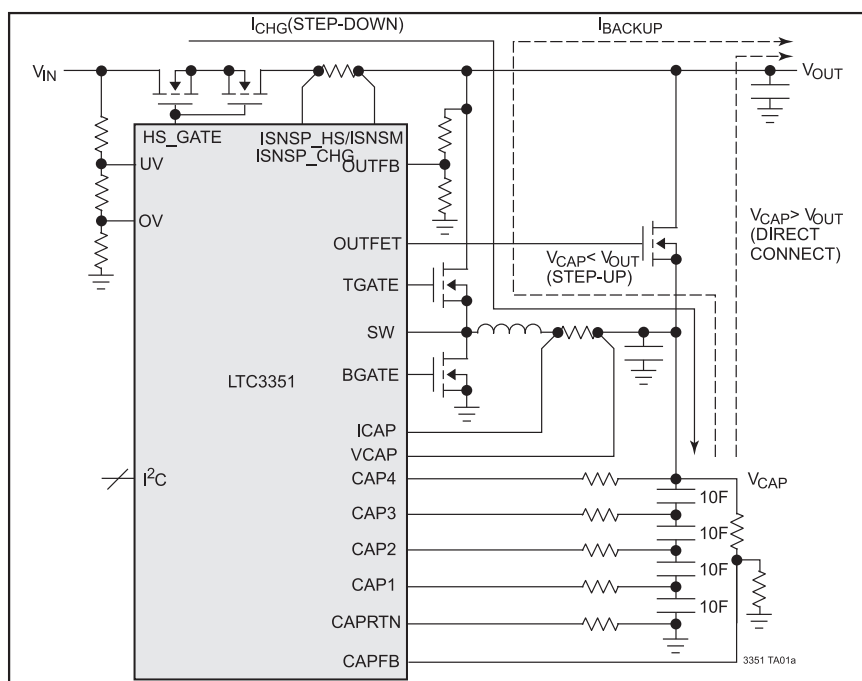 I_CHG(STEP-DOWN)
I_BACKUP
V_IN
V_OUT
HS_GATE
ISNSP_HS/ISNSM
ISNSP_CHG
UV
OUTFB
OV
OUTFET
V_CAP< V_OUT
(STEP-UP)
V_CAP> V_OUT
(DIRECT
CONNECT)
TGATE
SW
BGATE
LTC3351
ICAP
VCAP
I²C
CAP4
V_CAP
10F
CAP3
10F
CAP2
10F
CAP1
10F
CAPRTN
CAPFB
3351 TA01a